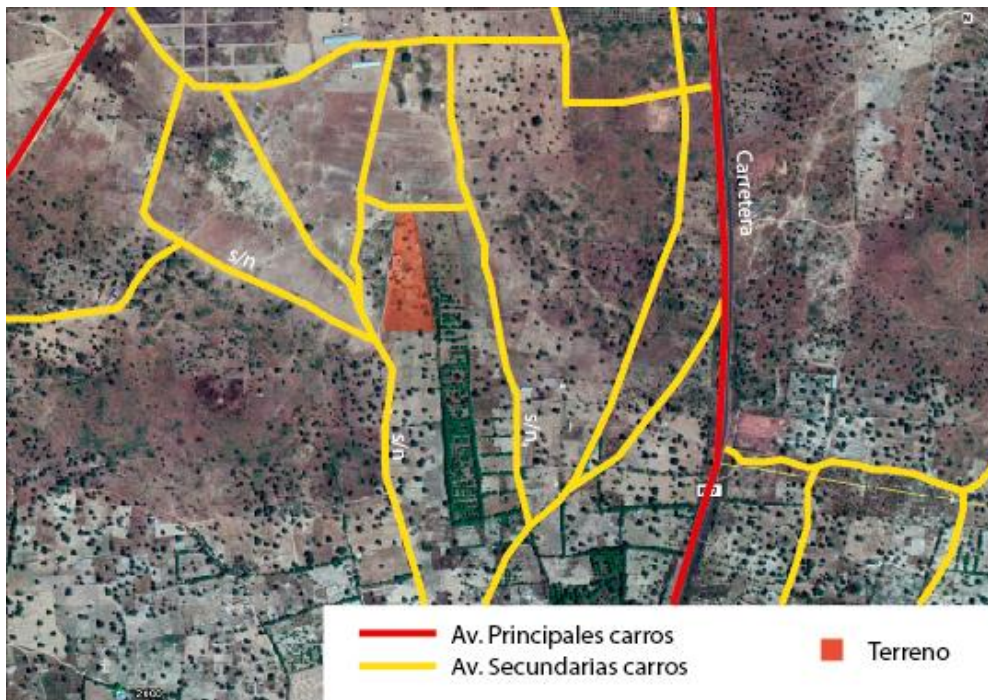 Carretera
s/n
s/n
s/n
Av. Principales carros
Av. Secundarias carros
Terreno